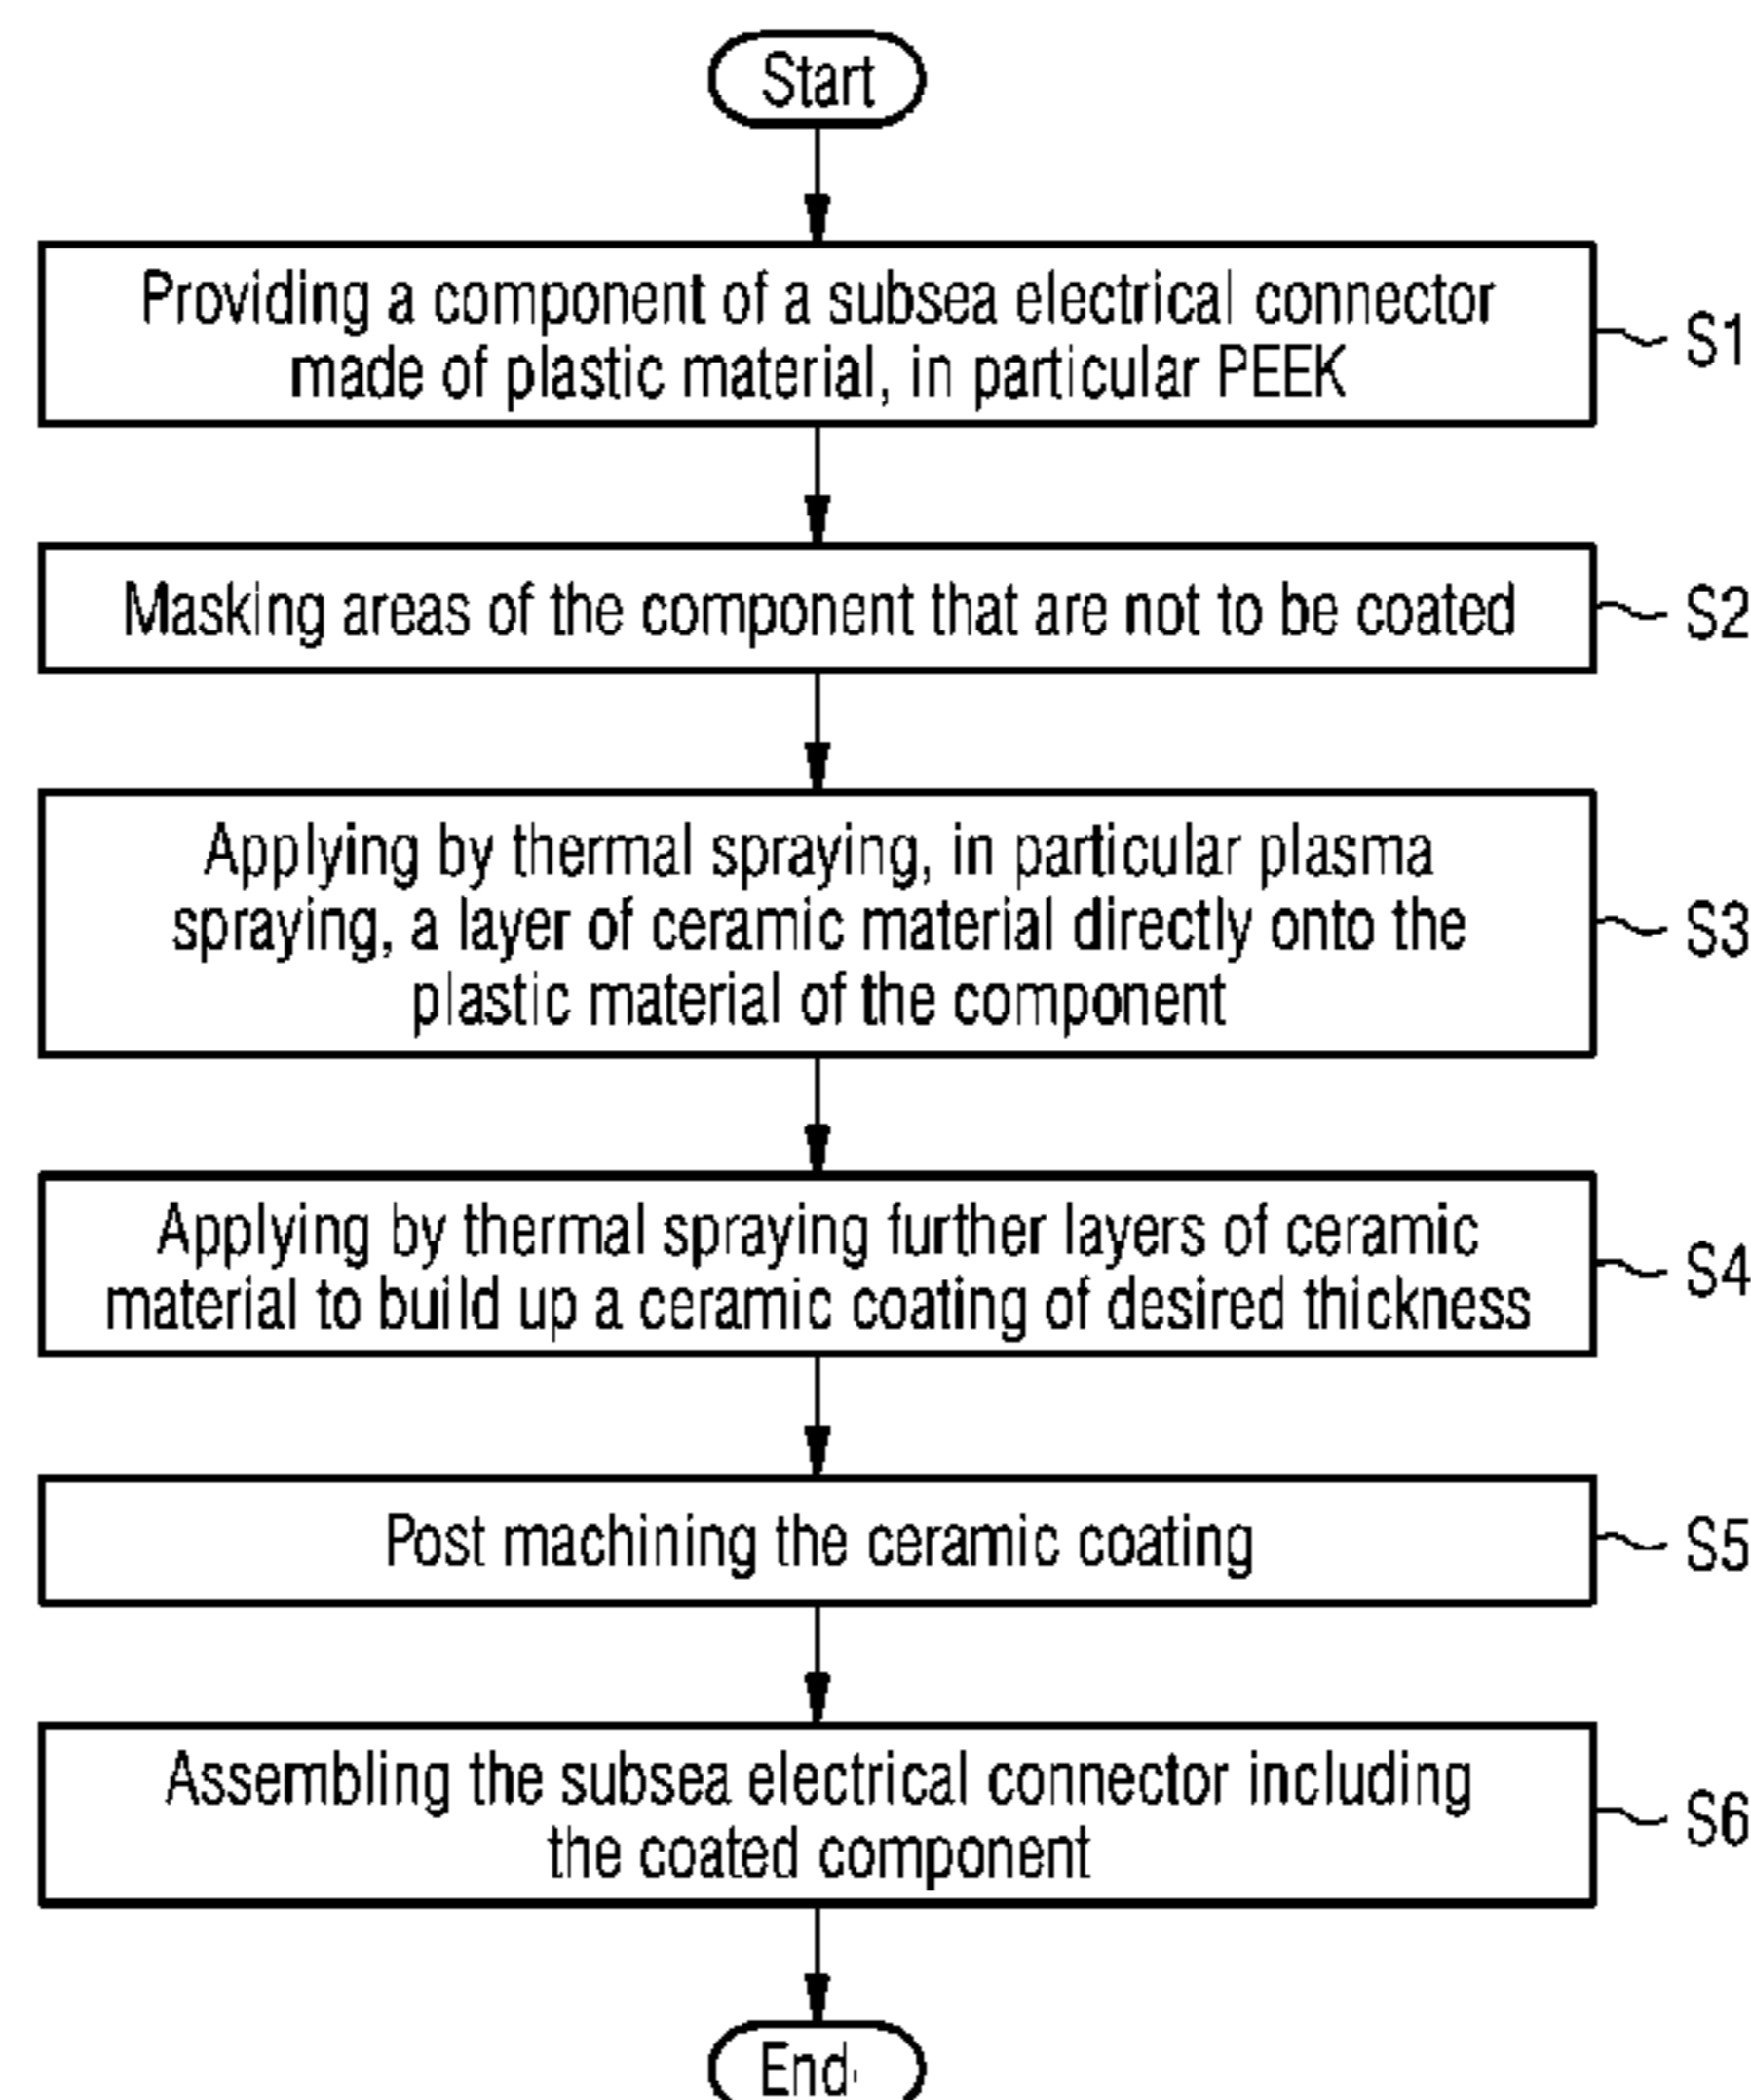 Start
Providing a component of a subsea electrical connector
made of plastic material, in particular PEEK
S1
Masking areas of the component that are not to be coated
S2
Applying by thermal spraying, in particular plasma
spraying, a layer of ceramic material directly onto the
plastic material of the component
S3
Applying by thermal spraying further layers of ceramic
material to build up a ceramic coating of desired thickness
S4
Post machining the ceramic coating
S5
Assembling the subsea electrical connector including
the coated component
S6
End